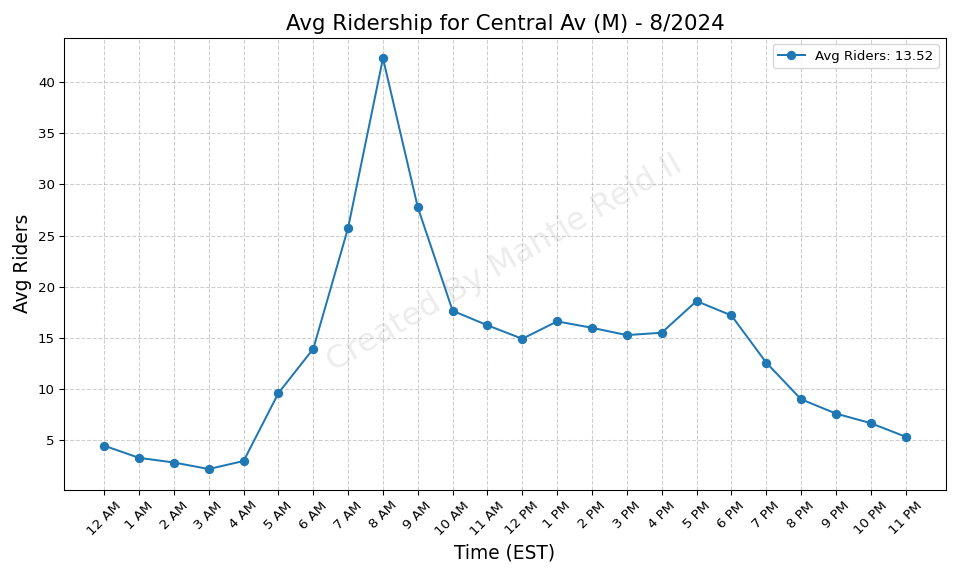 Avg Ridership for Central Av (M) - 8/2024
Avg Riders: 13.52
Avg Riders
40
35
30
25
20
15
10
5
Created By Mantie Reid II
12 AM
1 AM
2 AM
3 AM
4 AM
5 AM
6 AM
7 AM
8 AM
9 AM
10 AM
11 AM
12 PM
1 PM
2 PM
3 PM
4 PM
5 PM
6 PM
7 PM
8 PM
9 PM
10 PM
11 PM
Time (EST)